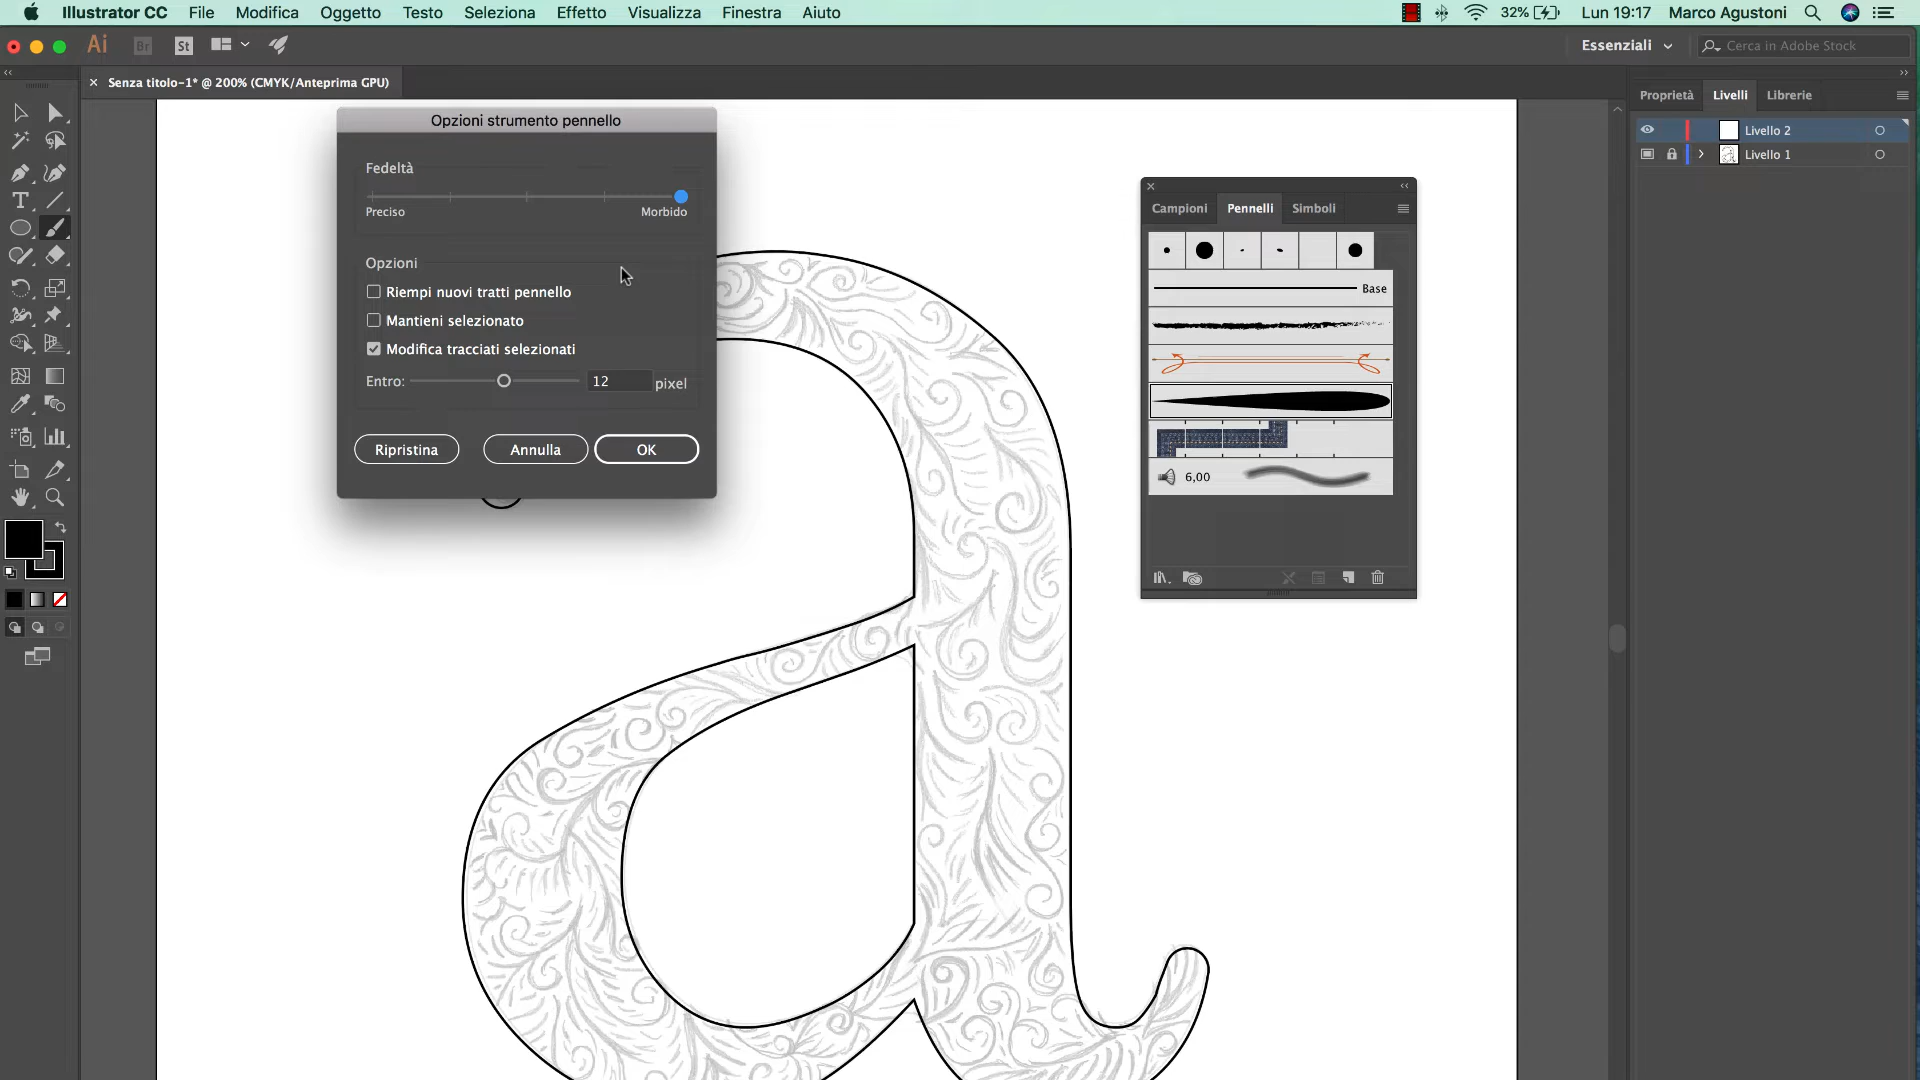 Illustrator CC File Modifica Oggetto Testo Seleziona Effetto Visualizza Finestra Aiuto 32% Lun 19:17 Marco Agustoni
Ai Br St Essenziali Cerca in Adobe Stock
Senza titolo-1* @ 200% (CMYK/Anteprima GPU)
Proprietà Livelli Librerie
Livello 2
Livello 1
Opzioni strumento pennello
Fedeltà
Preciso Morbido
Opzioni
Riempi nuovi tratti pennello
Mantieni selezionato
Modifica tracciati selezionati
Entro: 12 pixel
Ripristina Annulla OK
Campioni Pennelli Simboli
Base
6,00